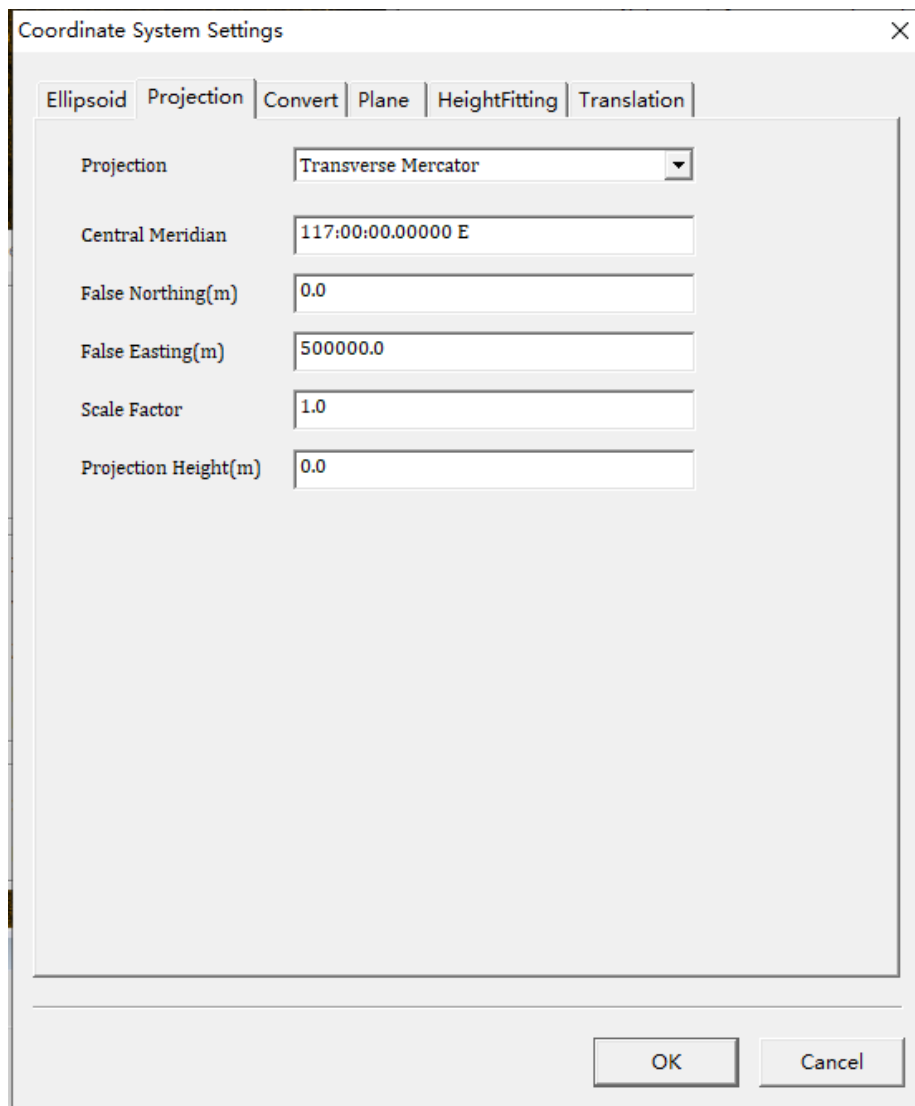 Coordinate System Settings
Ellipsoid Projection Convert Plane HeightFitting Translation
Projection Transverse Mercator
Central Meridian 117:00:00.00000 E
False Northing(m) 0.0
False Easting(m) 500000.0
Scale Factor 1.0
Projection Height(m) 0.0
OK Cancel